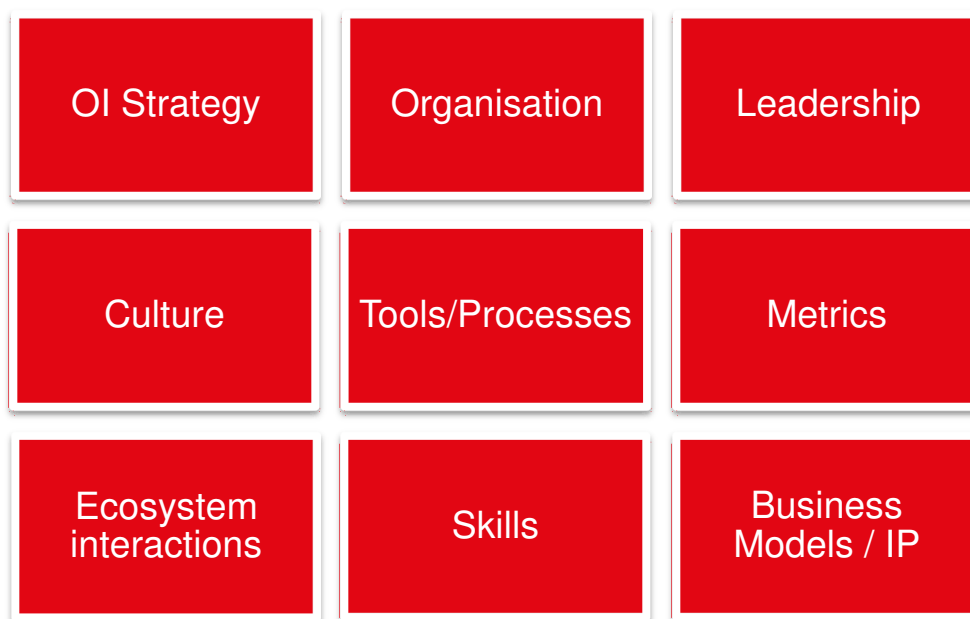 OI Strategy
Organisation
Leadership
Culture
Tools/Processes
Metrics
Ecosystem
interactions
Skills
Business
Models / IP